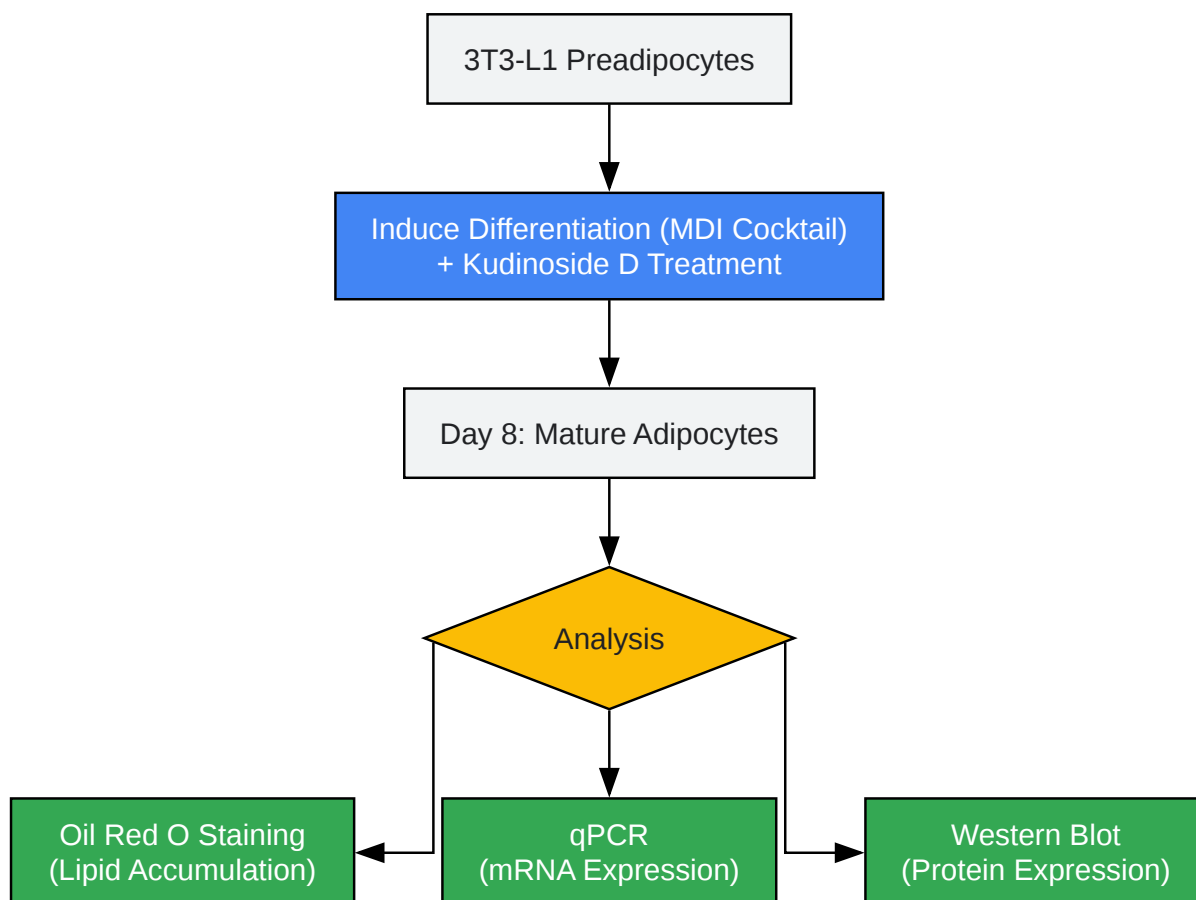 3T3-L1 Preadipocytes
Induce Differentiation (MDI Cocktail)
+ Kudinoside D Treatment
Day 8: Mature Adipocytes
Analysis
Oil Red O Staining
(Lipid Accumulation)
qPCR
(mRNA Expression)
Western Blot
(Protein Expression)